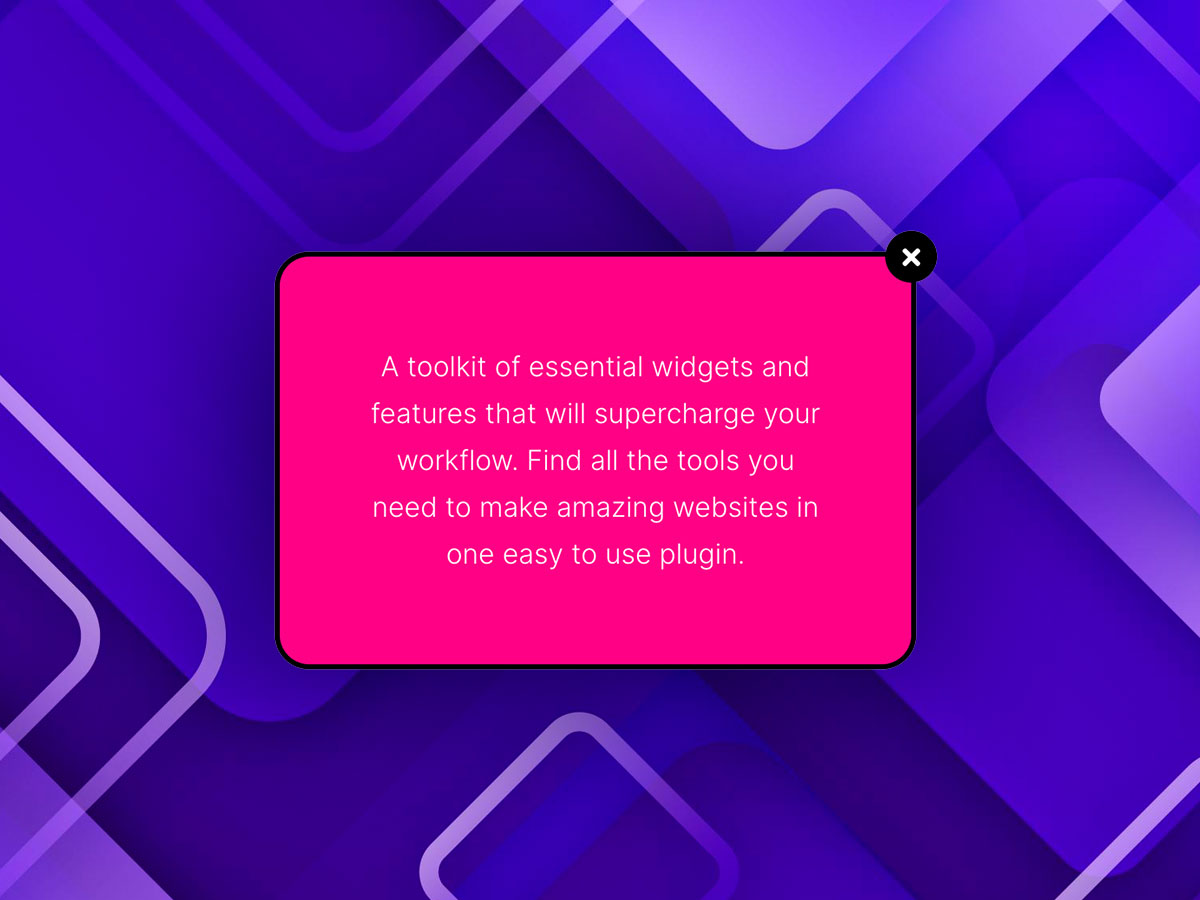 A toolkit of essential widgets and
features that will supercharge your
workflow. Find all the tools you
need to make amazing websites in
one easy to use plugin.